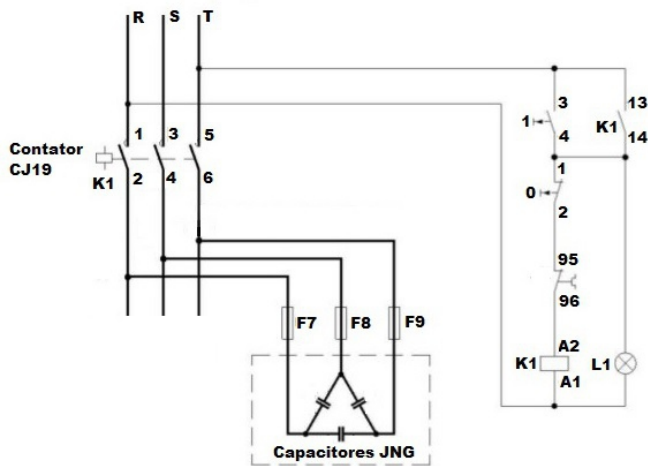 R S T
Contator
CJ19
K1
1 3 5
2 4 6
3
1
4
13
K1
14
1
0
2
95
96
F7 F8 F9
A2
K1
A1
L1
Capacitores JNG